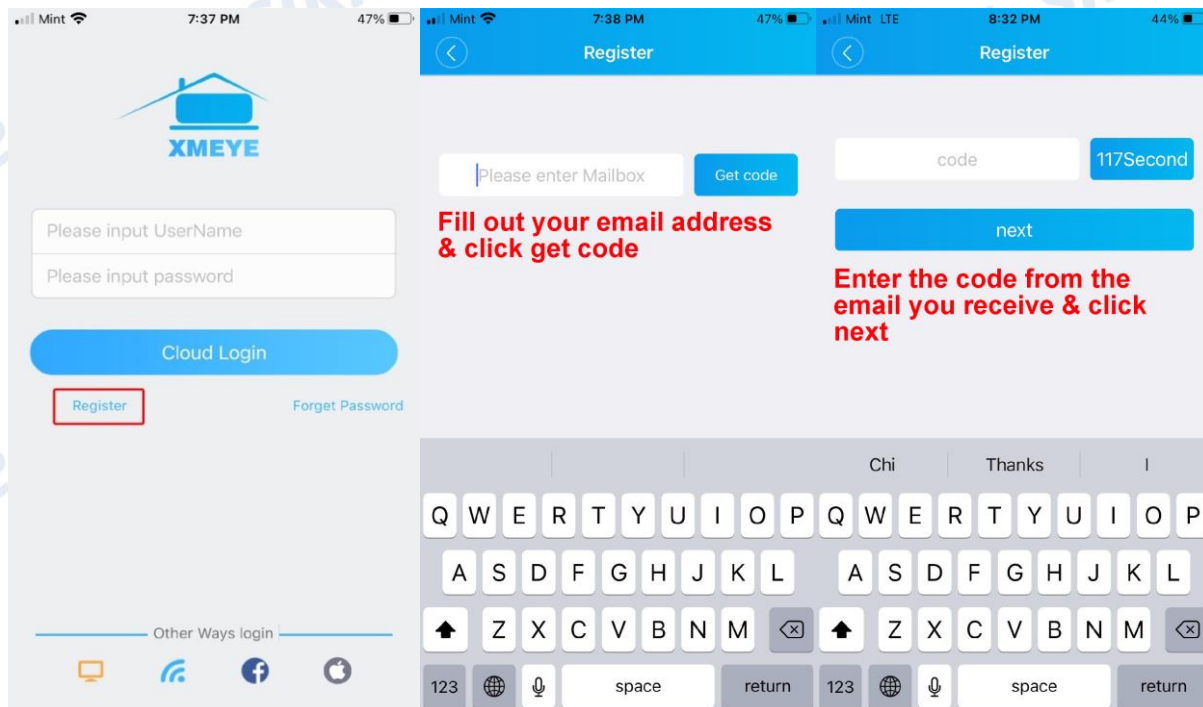 Mint 7:37 PM 47%
XMEYE
Please input UserName
Please input password
Cloud Login
Register Forget Password
Other Ways login
Mint 7:38 PM 47%
Register
Please enter Mailbox Get code
Fill out your email address
& click get code
Q W E R T Y U I O P
A S D F G H J K L
Z X C V B N M
123 space return
Mint LTE 8:32 PM 44%
Register
code 117Second
next
Enter the code from the
email you receive & click
next
Chi Thanks I
Q W E R T Y U I O P
A S D F G H J K L
Z X C V B N M
123 space return